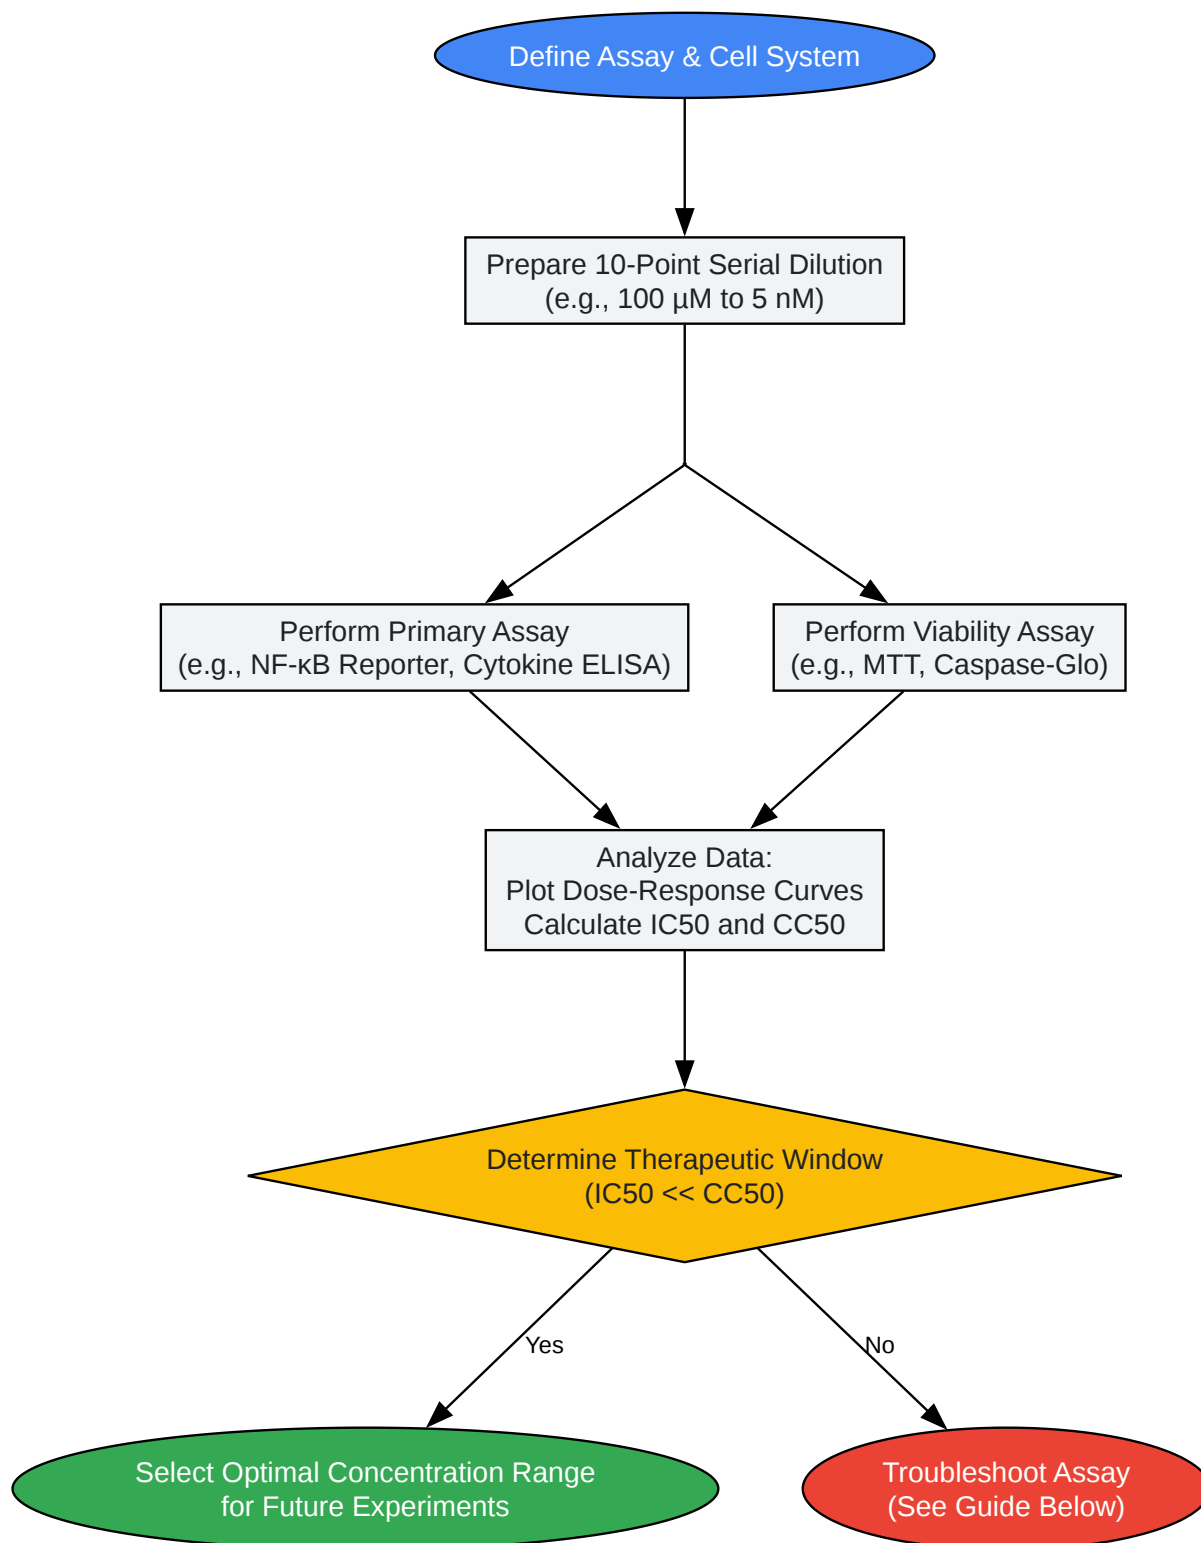 Define Assay & Cell System
Prepare 10-Point Serial Dilution
(e.g., 100 µM to 5 nM)
Perform Primary Assay
(e.g., NF-κB Reporter, Cytokine ELISA)
Perform Viability Assay
(e.g., MTT, Caspase-Glo)
Analyze Data:
Plot Dose-Response Curves
Calculate IC50 and CC50
Determine Therapeutic Window
(IC50 << CC50)
Yes
No
Select Optimal Concentration Range
for Future Experiments
Troubleshoot Assay
(See Guide Below)